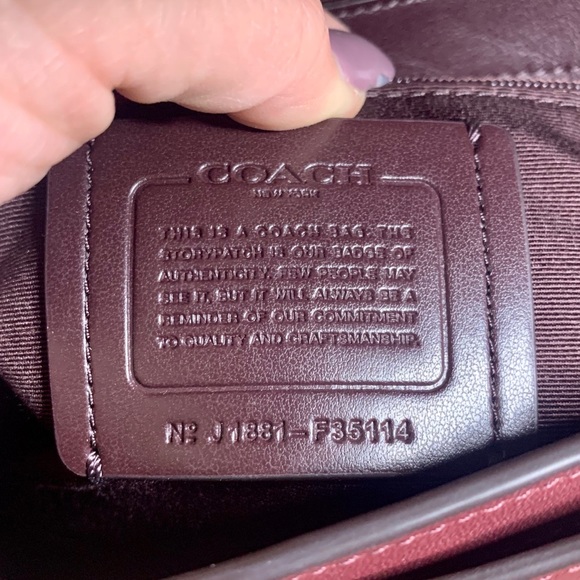 COACH
NEW YORK
THIS IS A COACH BAG. THE
STORYPATCH IS OUR BADGE OF
AUTHENTICITY. FEW PEOPLE MAY
SEE IT, BUT IT WILL ALWAYS BE A
REMINDER OF OUR COMMITMENT
TO QUALITY AND CRAFTSMANSHIP.
Nº J1881-F35114